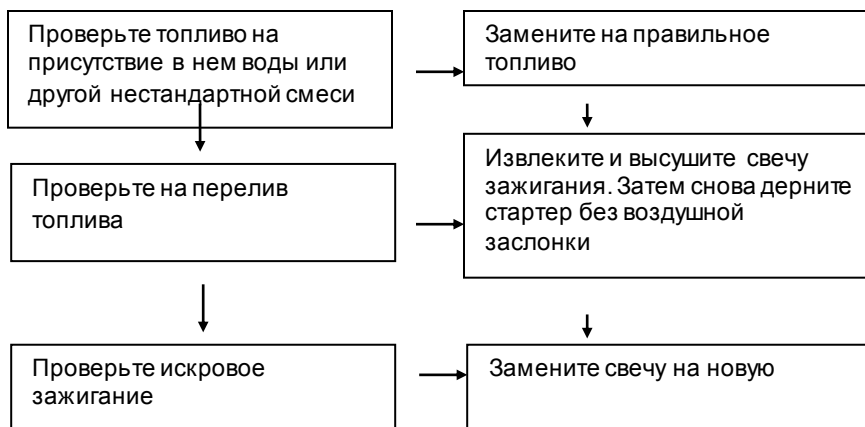 Проверьте топливо на
присутствие в нем воды или
другой нестандартной смеси
Замените на правильное
топливо
Проверьте на перелив
топлива
Извлеките и высушите свечу
зажигания. Затем снова дерните
стартер без воздушной
заслонки
Проверьте искровое
зажигание
Замените свечу на новую